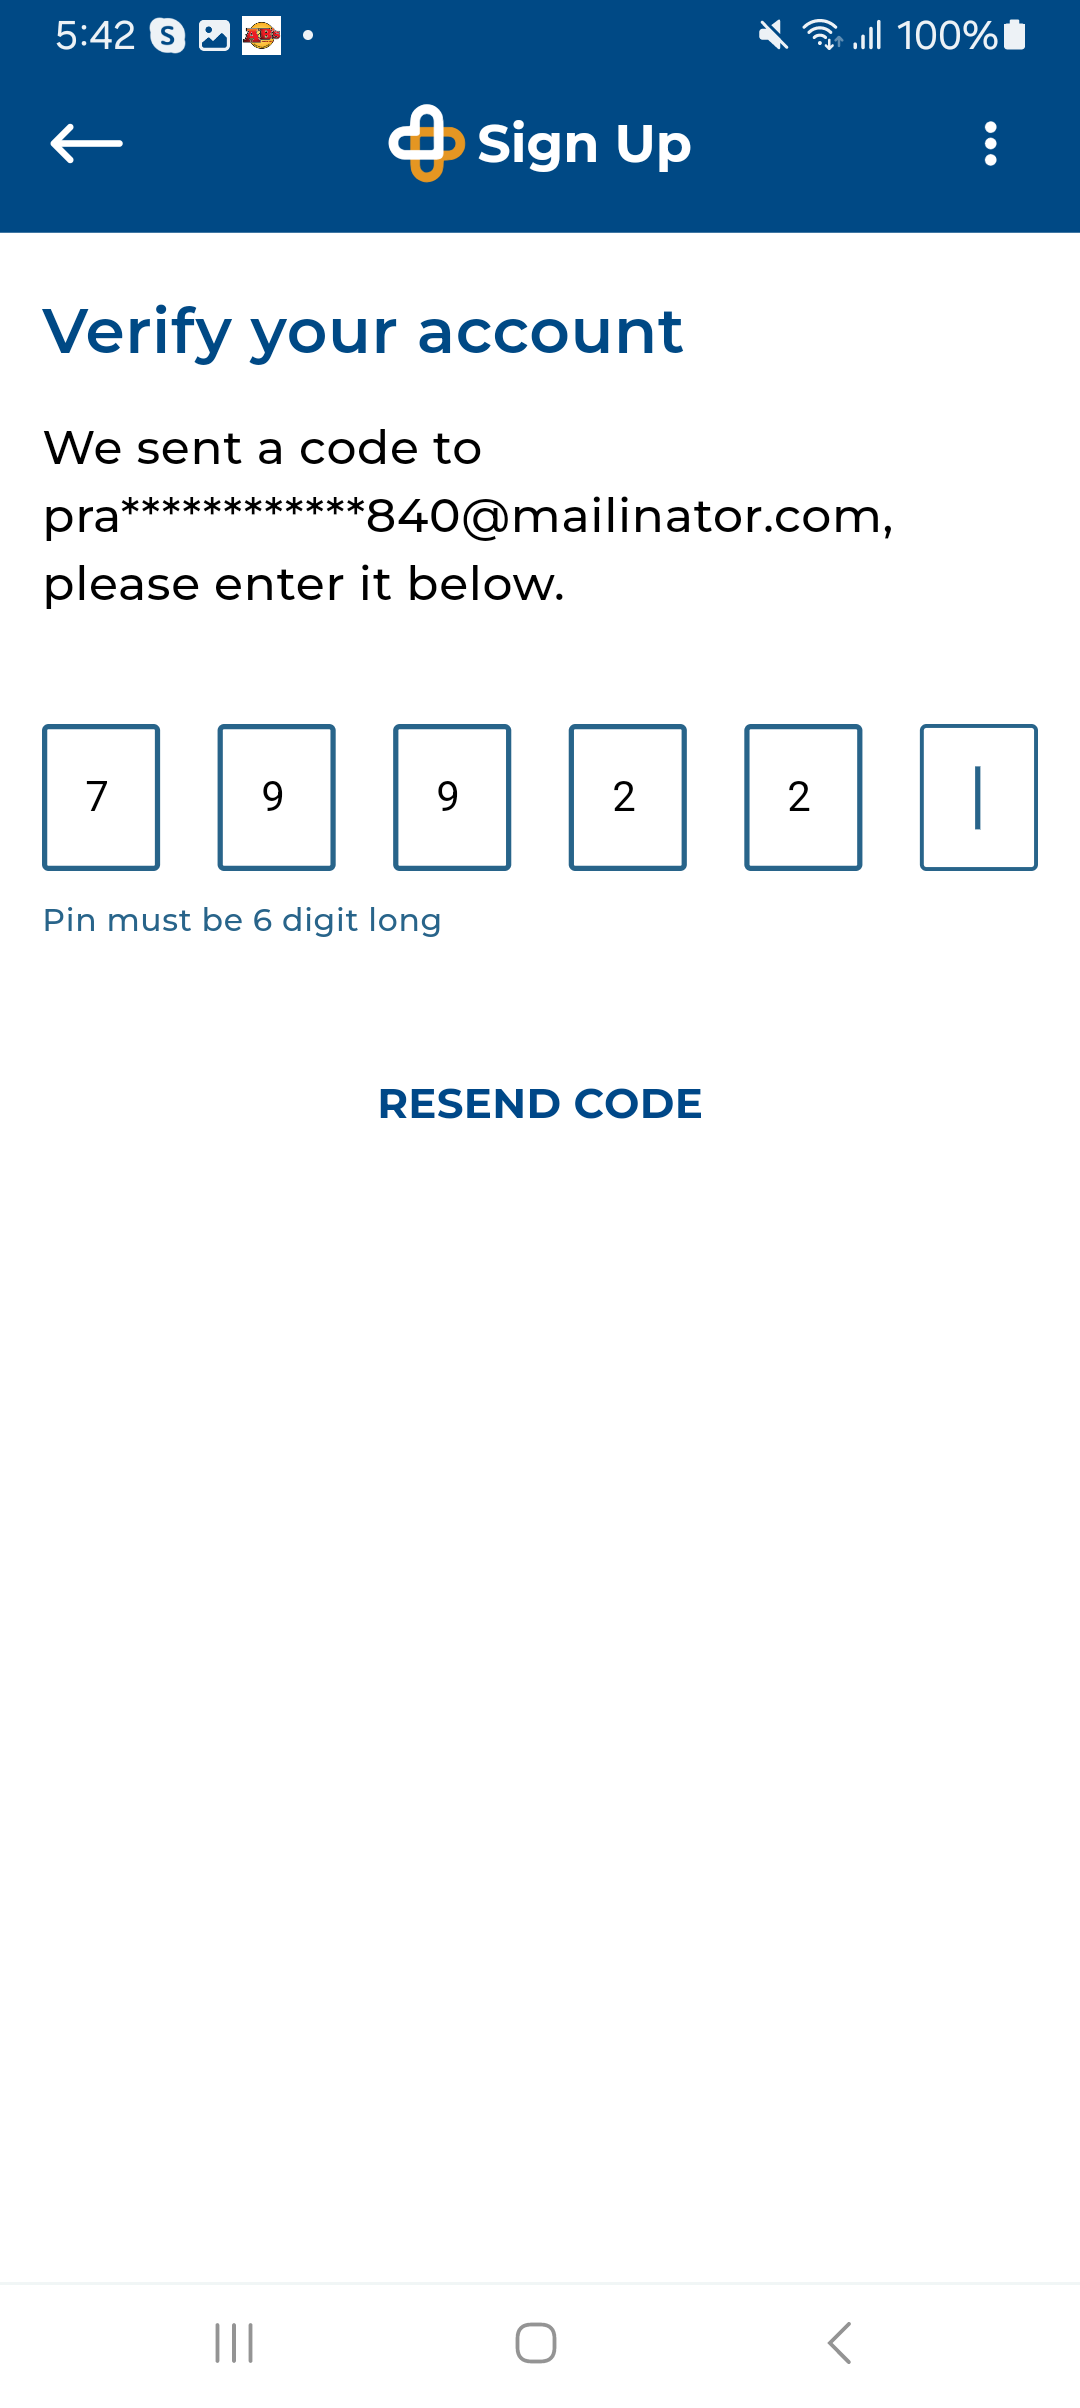 5:42 S AB's 100%
Sign Up
Verify your account
We sent a code to
pra************840@mailinator.com,
please enter it below.
7 9 9 2 2
Pin must be 6 digit long
RESEND CODE